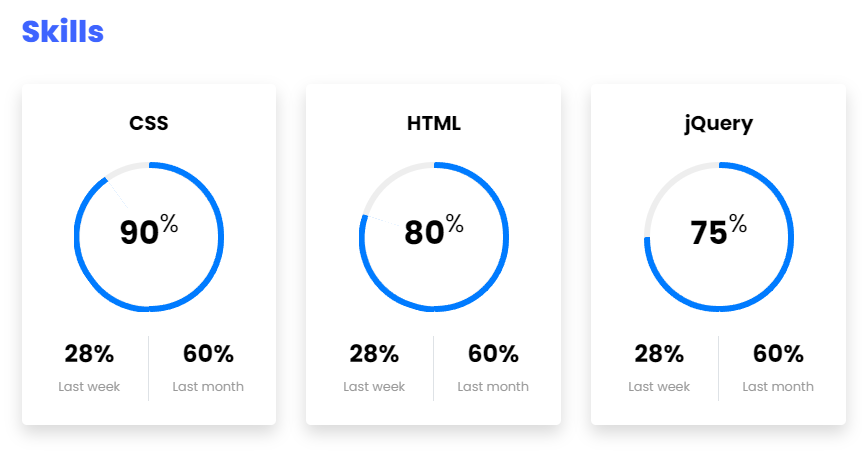 Skills
CSS
90%
28%
Last week
60%
Last month
HTML
80%
28%
Last week
60%
Last month
jQuery
75%
28%
Last week
60%
Last month